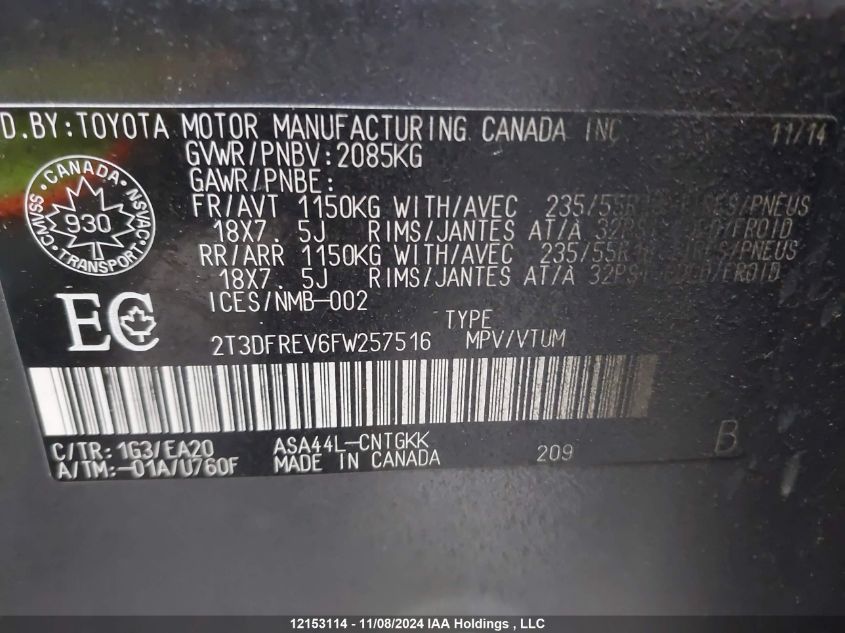 D.BY:TOYOTA MOTOR MANUFACTURING CANADA INC 11/14
GVWR/PNBV:2085KG
GAWR/PNBE:
FR/AVT 1150KG WITH/AVEC 235/55R
18X7. 5J RIMS/JANTES AT/À 32PSI
RR/ARR 1150KG WITH/AVEC 235/55R
18X7. 5J RIMS/JANTES AT/À 32PSI
ICES/NMB-002
CANADA
CMVSS
NSVAC
930
TRANSPORT
EC
TYPE
2T3DFREV6FW257516 MPV/VTUM
C/TR: 1G3/EA20 ASA44L-CNTGKK
A/TM:-01A/U760F MADE IN CANADA 209 B
12153114 - 11/08/2024 IAA Holdings , LLC